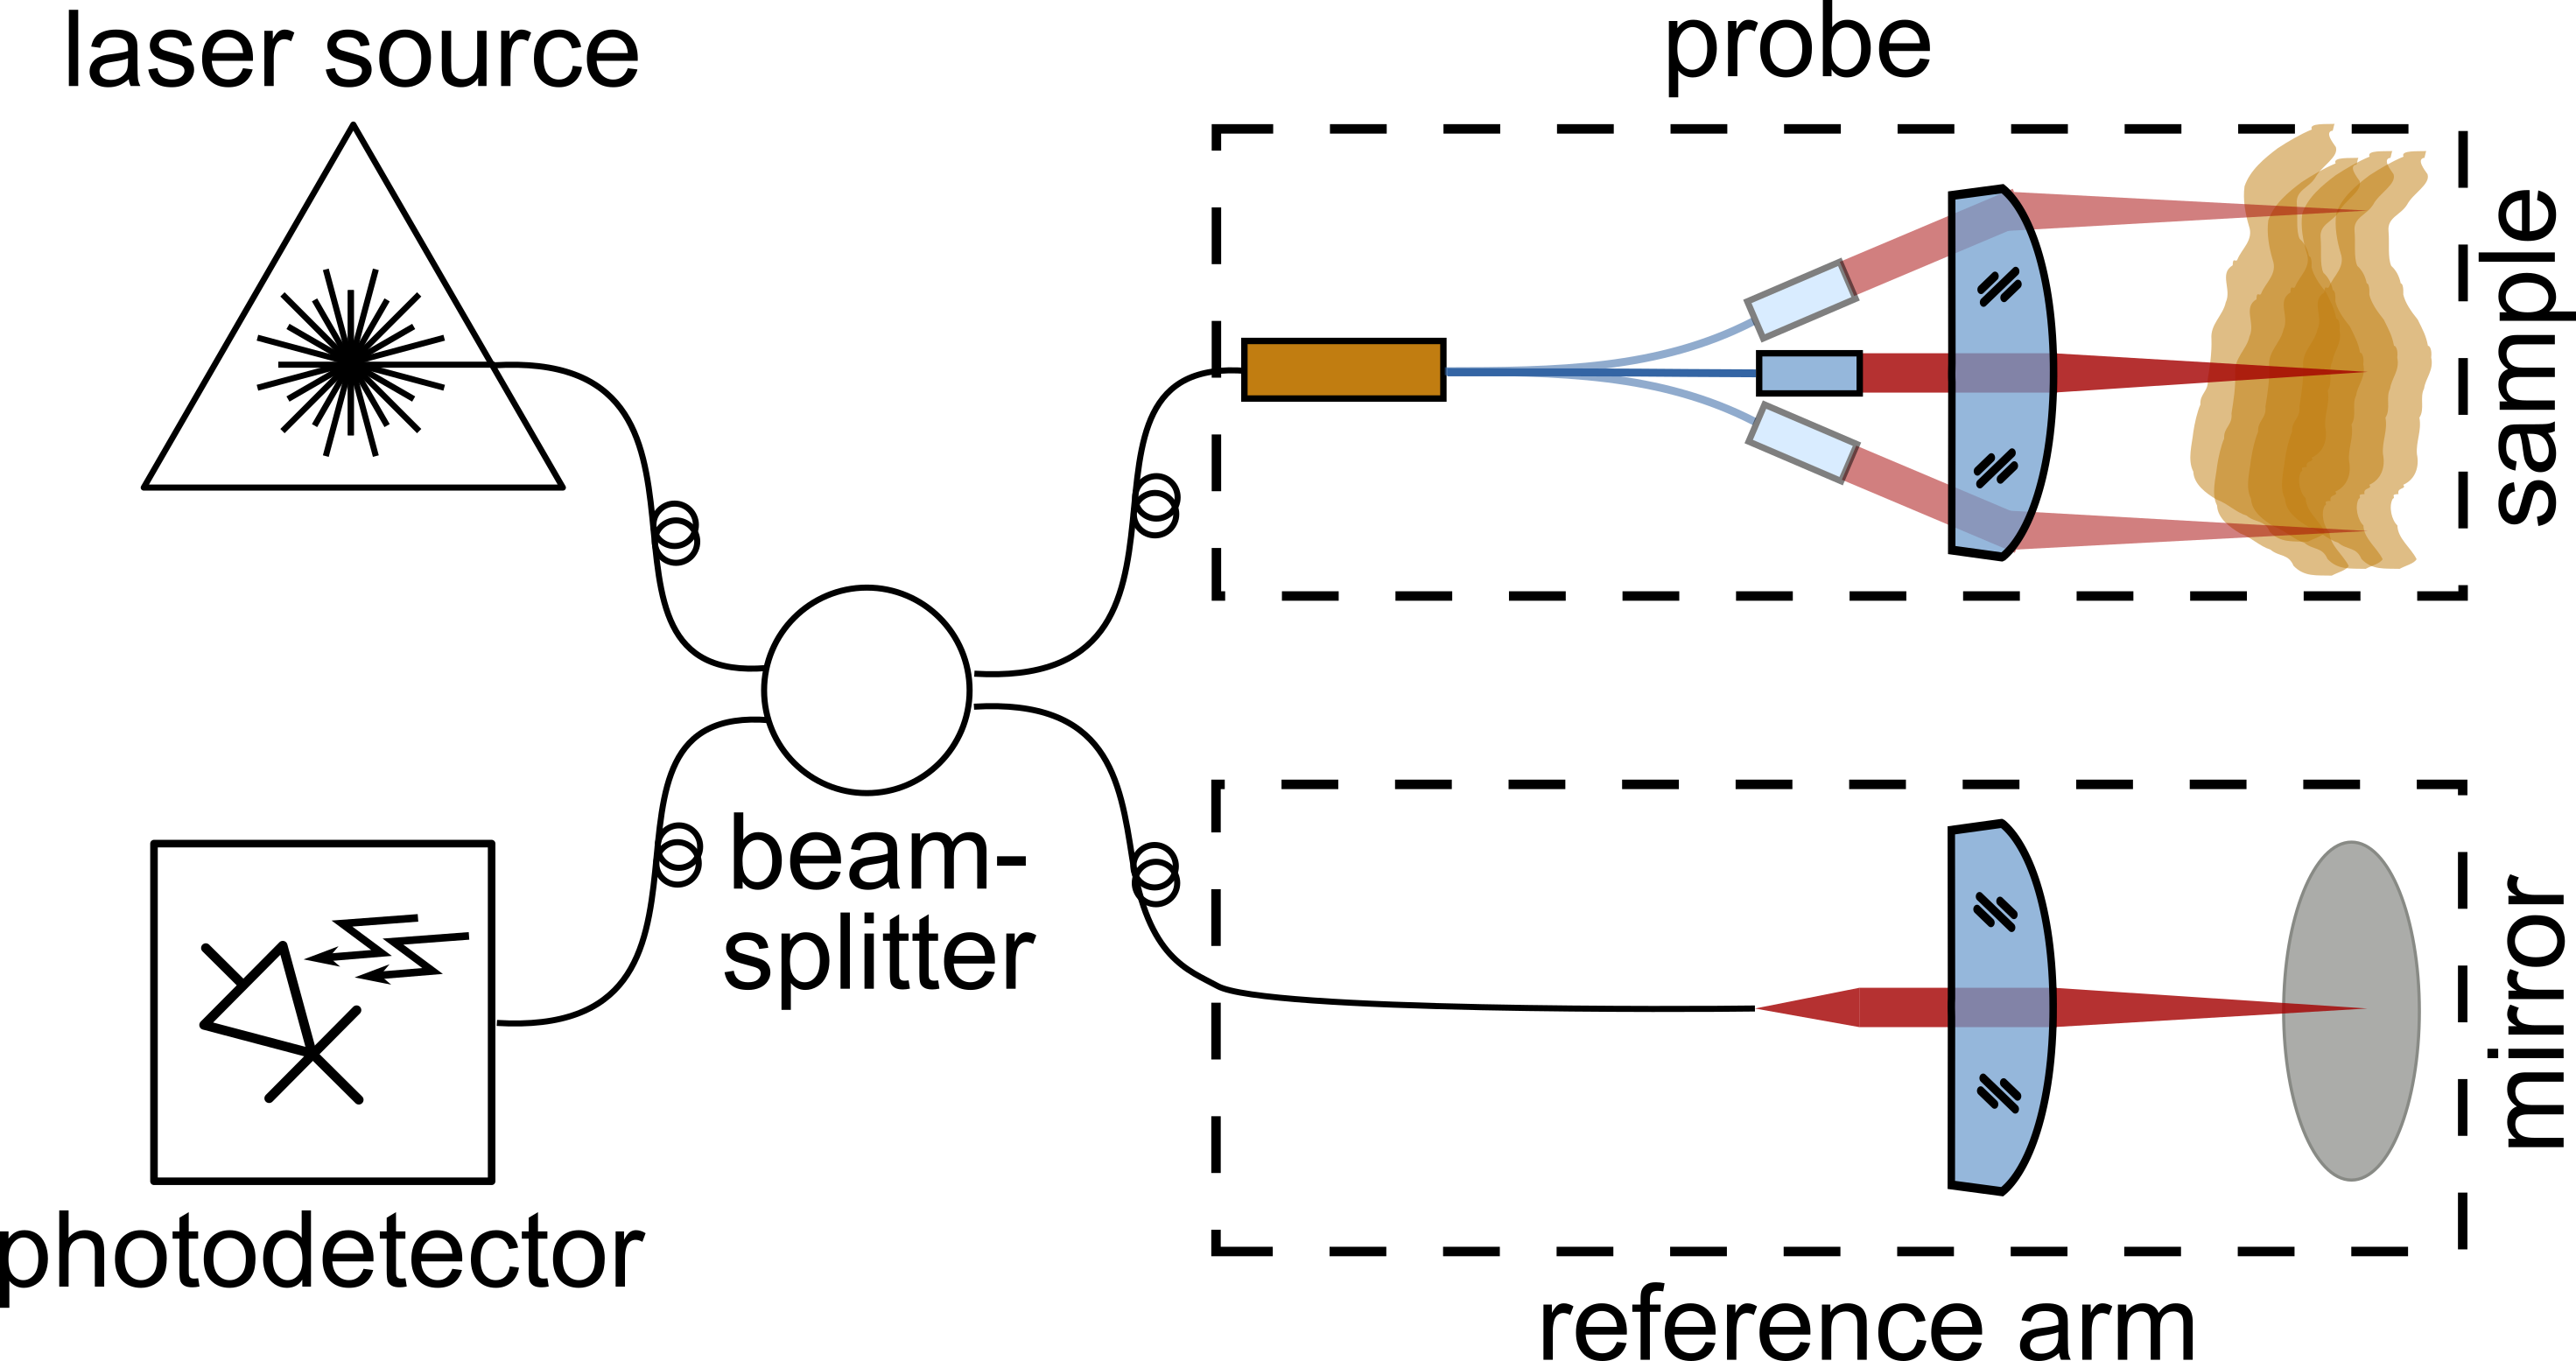 laser source
probe
sample
beam-
splitter
mirror
photodetector
reference arm